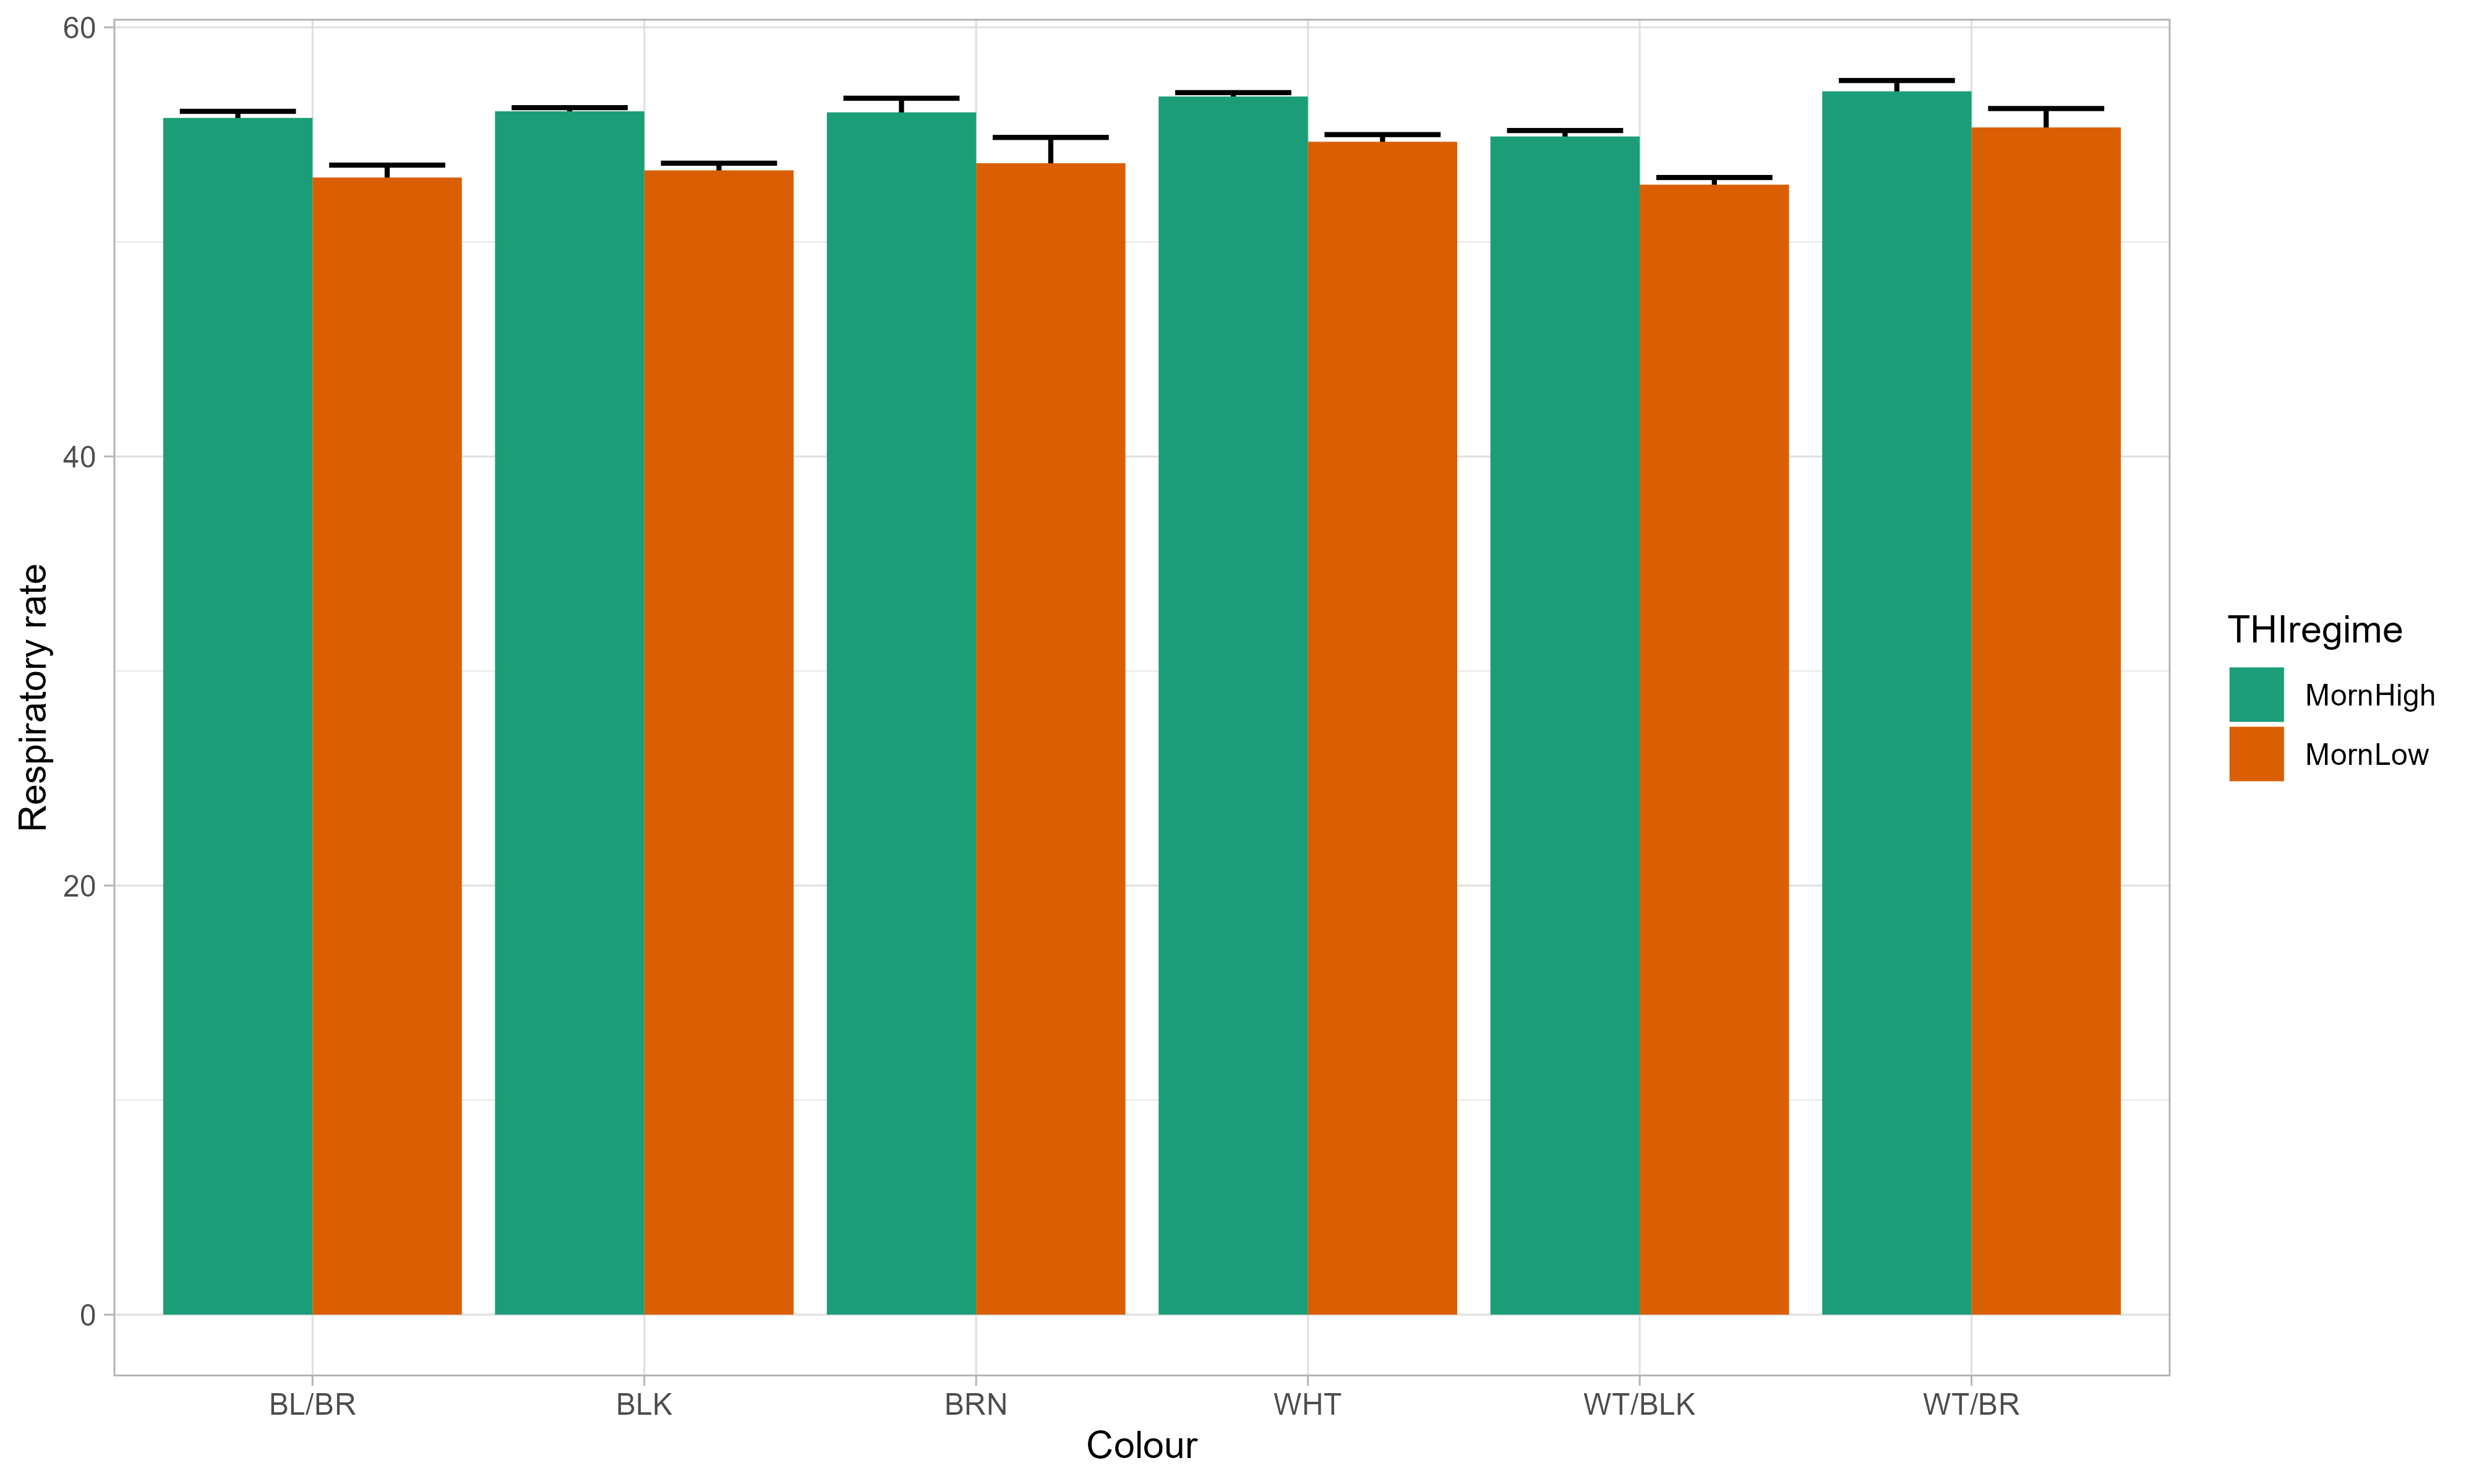 60
40
20
0
Respiratory rate
BL/BR BLK BRN WHT WT/BLK WT/BR
Colour
THIregime
MornHigh
MornLow